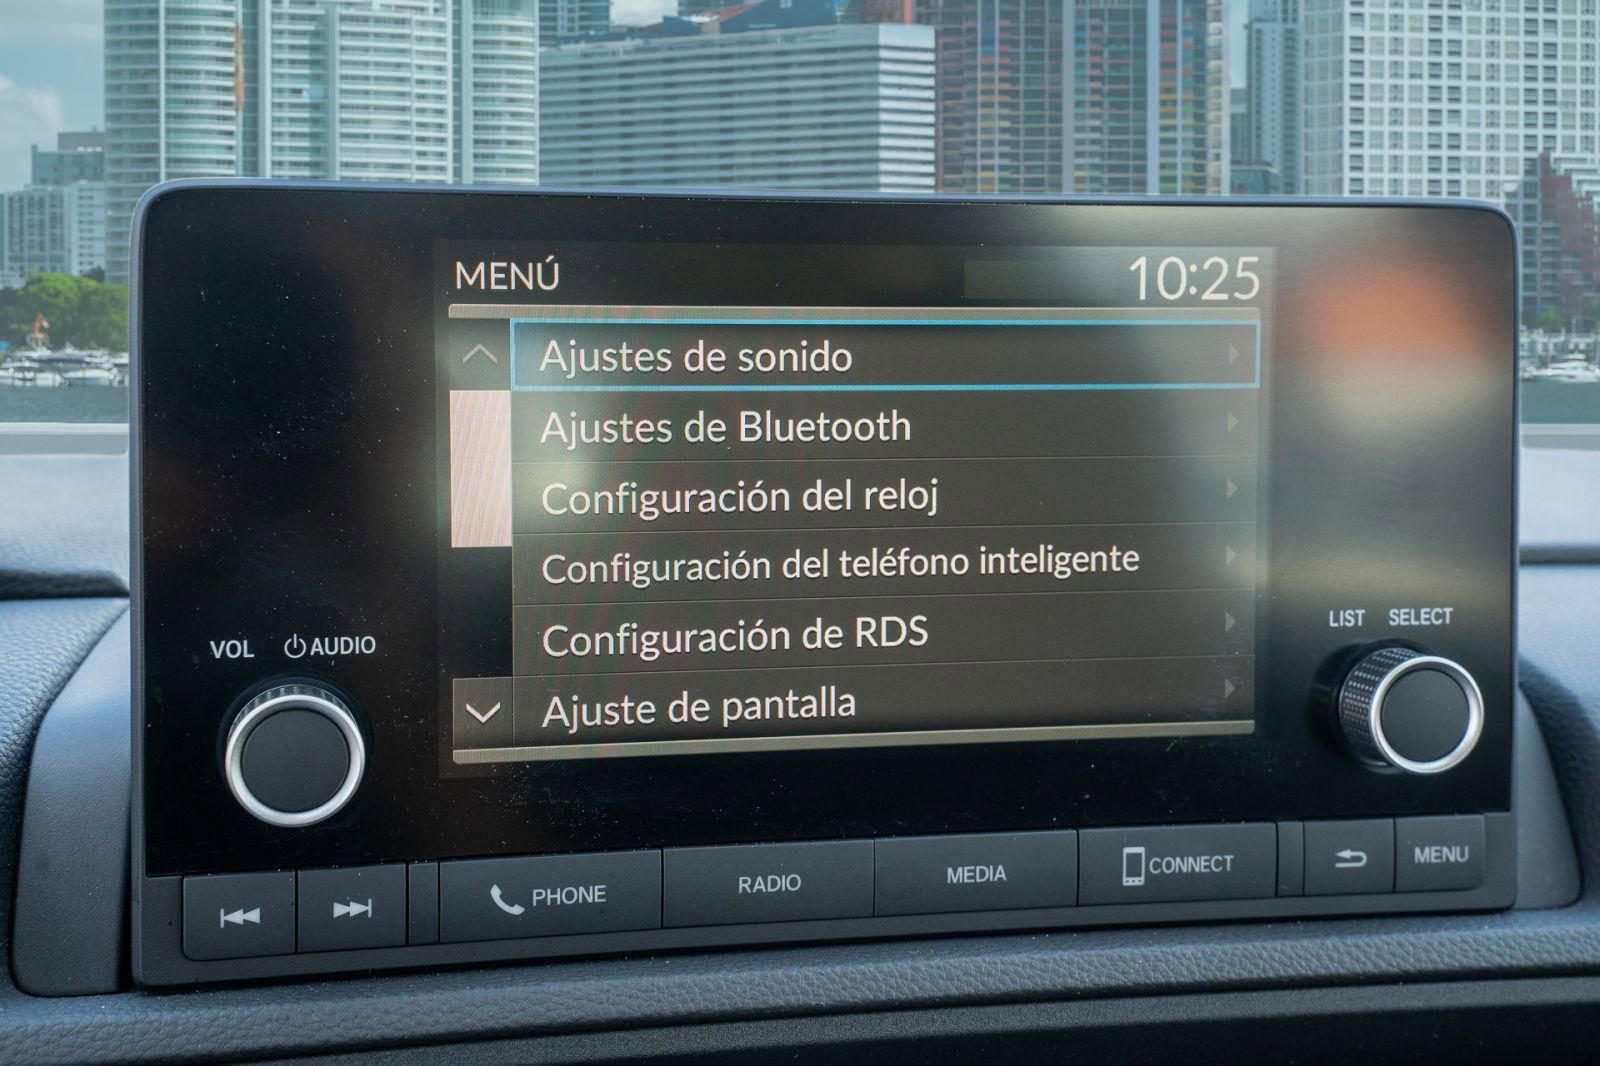 MENÚ 10:25
Ajustes de sonido
Ajustes de Bluetooth
Configuración del reloj
Configuración del teléfono inteligente
Configuración de RDS
Ajuste de pantalla
VOL AUDIO
LIST SELECT
PHONE RADIO MEDIA CONNECT MENU